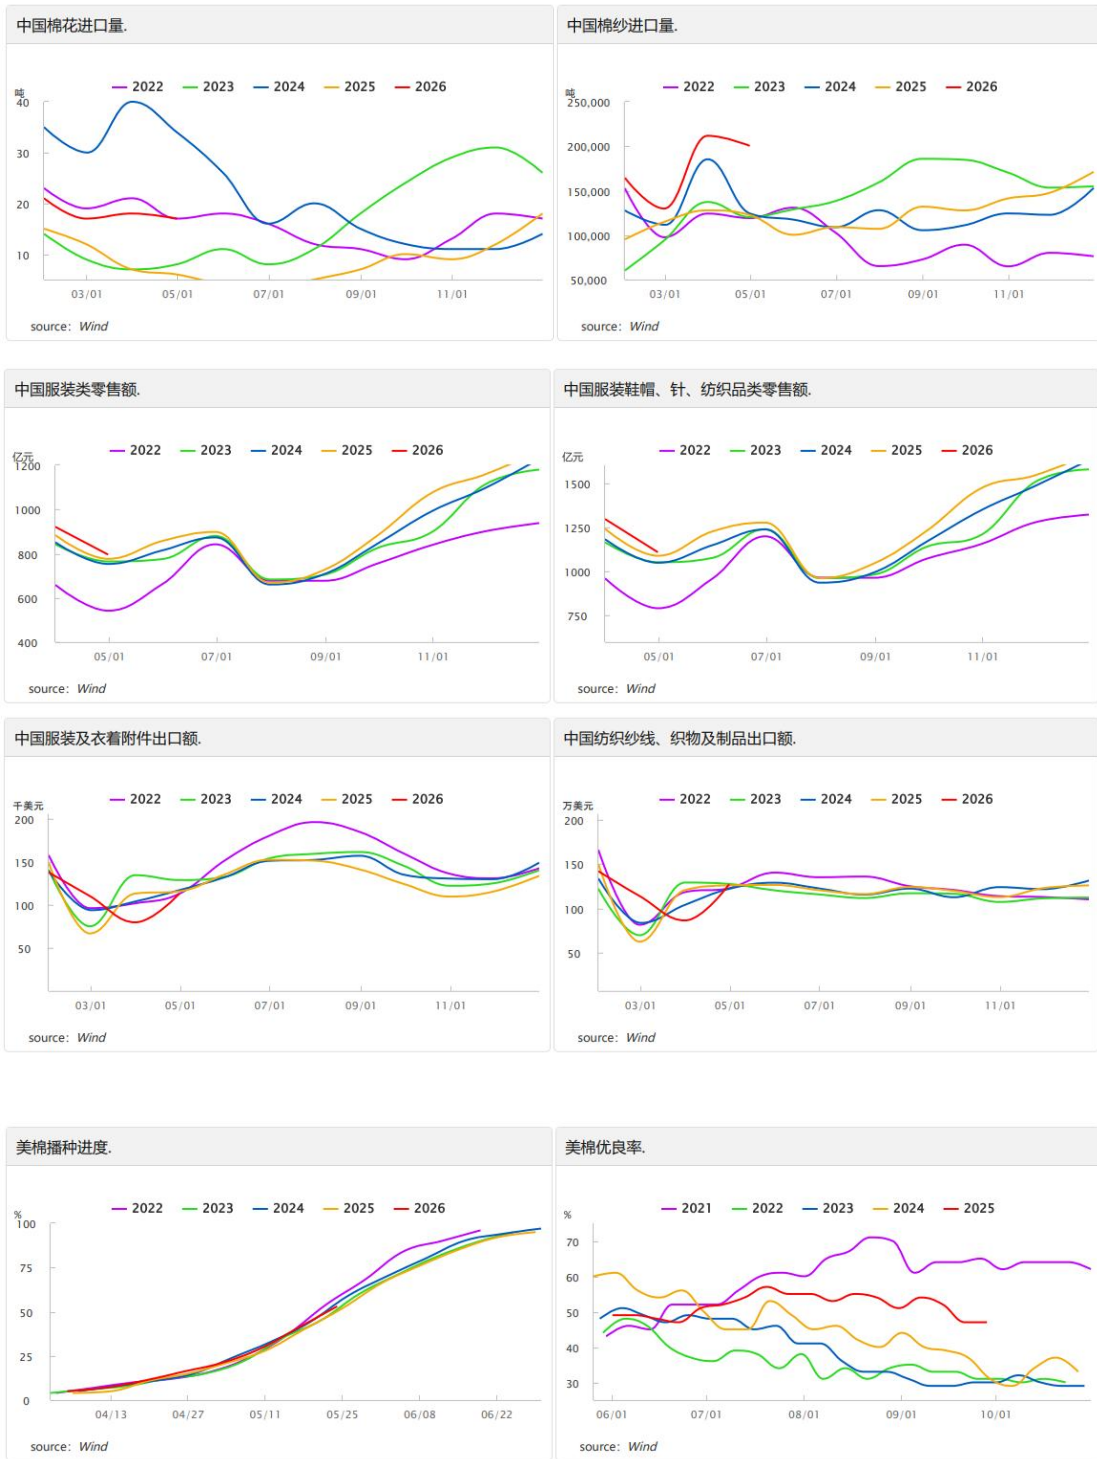 中国棉花进口量.
吨
2022 2023 2024 2025 2026
40
30
20
10
03/01 05/01 07/01 09/01 11/01
source: Wind
中国棉纱进口量.
吨
2022 2023 2024 2025 2026
250,000
200,000
150,000
100,000
50,000
03/01 05/01 07/01 09/01 11/01
source: Wind
中国服装类零售额.
亿元
2022 2023 2024 2025 2026
1200
1000
800
600
400
05/01 07/01 09/01 11/01
source: Wind
中国服装鞋帽、针、纺织品类零售额.
亿元
2022 2023 2024 2025 2026
1500
1250
1000
750
05/01 07/01 09/01 11/01
source: Wind
中国服装及衣着附件出口额.
千美元
2022 2023 2024 2025 2026
200
150
100
50
03/01 05/01 07/01 09/01 11/01
source: Wind
中国纺织纱线、织物及制品出口额.
万美元
2022 2023 2024 2025 2026
200
150
100
50
03/01 05/01 07/01 09/01 11/01
source: Wind
美棉播种进度.
%
2022 2023 2024 2025 2026
100
75
50
25
0
04/13 04/27 05/11 05/25 06/08 06/22
source: Wind
美棉优良率.
%
2021 2022 2023 2024 2025
70
60
50
40
30
06/01 07/01 08/01 09/01 10/01
source: Wind